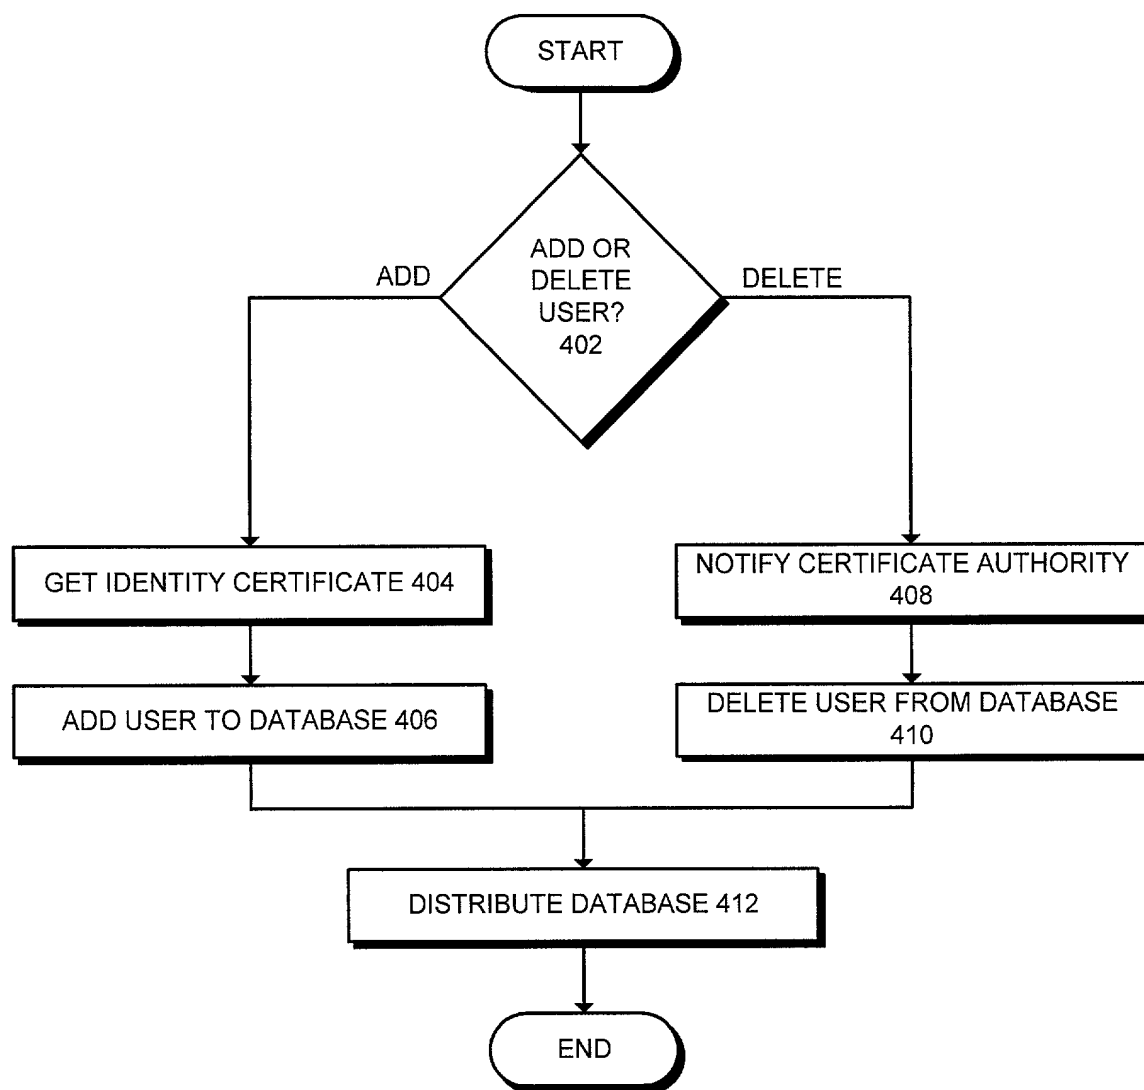 START
ADD OR
DELETE
USER?
402
ADD
DELETE
GET IDENTITY CERTIFICATE 404
NOTIFY CERTIFICATE AUTHORITY
408
ADD USER TO DATABASE 406
DELETE USER FROM DATABASE
410
DISTRIBUTE DATABASE 412
END